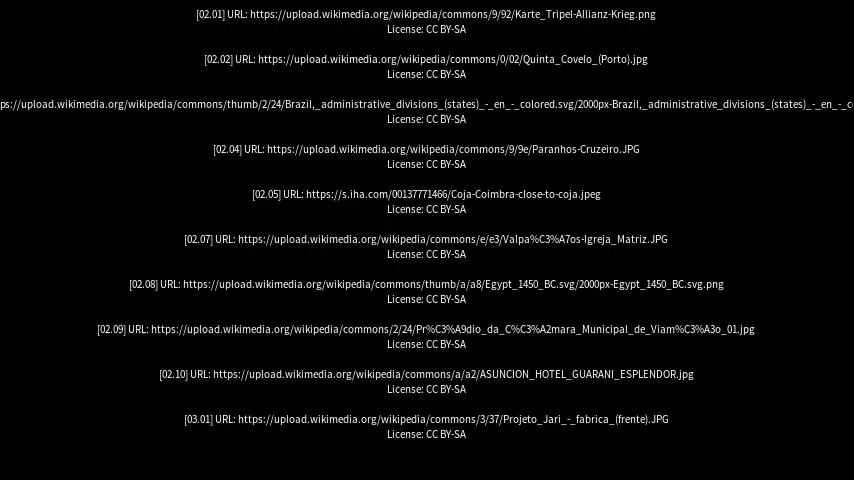 [02.01] URL: https://upload.wikimedia.org/wikipedia/commons/9/92/Karte_Tripel-Allianz-Krieg.png
License: CC BY-SA
[02.02] URL: https://upload.wikimedia.org/wikipedia/commons/0/02/Quinta_Covelo_(Porto).jpg
License: CC BY-SA
ps://upload.wikimedia.org/wikipedia/commons/thumb/2/24/Brazil,_administrative_divisions_(states)_-_en_-_colored.svg/2000px-Brazil,_administrative_divisions_(states)_-_en_-_c
License: CC BY-SA
[02.04] URL: https://upload.wikimedia.org/wikipedia/commons/9/9e/Paranhos-Cruzeiro.JPG
License: CC BY-SA
[02.05] URL: https://s.iha.com/00137771466/Coja-Coimbra-close-to-coja.jpeg
License: CC BY-SA
[02.07] URL: https://upload.wikimedia.org/wikipedia/commons/e/e3/Valpa%C3%A7os-Igreja_Matriz.JPG
License: CC BY-SA
[02.08] URL: https://upload.wikimedia.org/wikipedia/commons/thumb/a/a8/Egypt_1450_BC.svg/2000px-Egypt_1450_BC.svg.png
License: CC BY-SA
[02.09] URL: https://upload.wikimedia.org/wikipedia/commons/2/24/Pr%C3%A9dio_da_C%C3%A2mara_Municipal_de_Viam%C3%A3o_01.jpg
License: CC BY-SA
[02.10] URL: https://upload.wikimedia.org/wikipedia/commons/a/a2/ASUNCION_HOTEL_GUARANI_ESPLENDOR.jpg
License: CC BY-SA
[03.01] URL: https://upload.wikimedia.org/wikipedia/commons/3/37/Projeto_Jari_-_fabrica_(frente).JPG
License: CC BY-SA